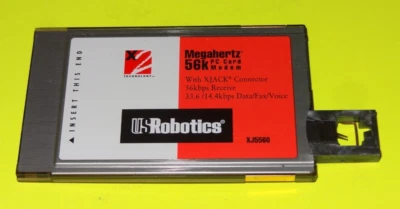 ▲ INSERT THIS END
X2
TECHNOLOGY
Megahertz
56k PC Card
Modem
With XJACK® Connector
56kbps Receive
33.6/14.4kbps Data/Fax/Voice
USRobotics®
XJ5560